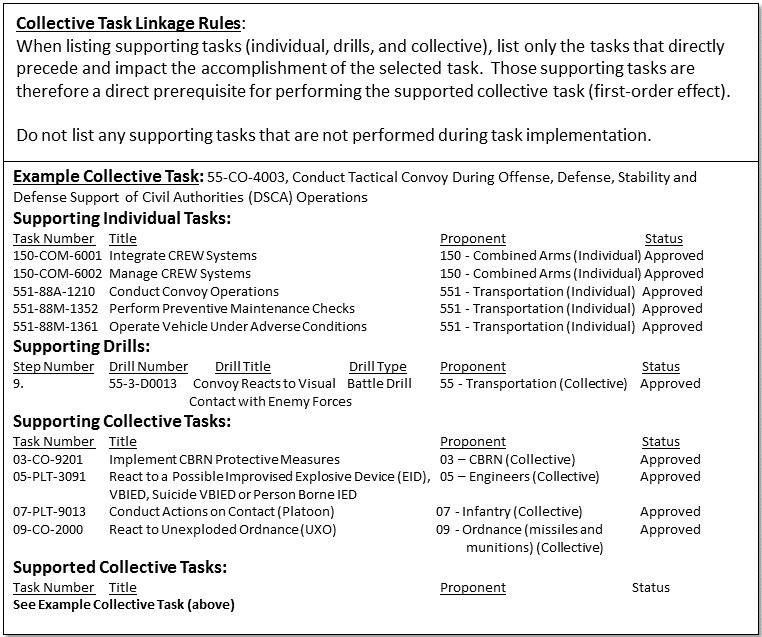 Collective Task Linkage Rules:
When listing supporting tasks (individual, drills, and collective), list only the tasks that directly
precede and impact the accomplishment of the selected task. Those supporting tasks are
therefore a direct prerequisite for performing the supported collective task (first-order effect).
Do not list any supporting tasks that are not performed during task implementation.
Example Collective Task: 55-CO-4003, Conduct Tactical Convoy During Offense, Defense, Stability and
Defense Support of Civil Authorities (DSCA) Operations
Supporting Individual Tasks:
Task Number Title Proponent Status
150-COM-6001 Integrate CREW Systems 150 - Combined Arms (Individual) Approved
150-COM-6002 Manage CREW Systems 150 - Combined Arms (Individual) Approved
551-88A-1210 Conduct Convoy Operations 551 - Transportation (Individual) Approved
551-88M-1352 Perform Preventive Maintenance Checks 551 - Transportation (Individual) Approved
551-88M-1361 Operate Vehicle Under Adverse Conditions 551 - Transportation (Individual) Approved
Supporting Drills:
Step Number Drill Number Drill Title Drill Type Proponent Status
9. 55-3-D0013 Convoy Reacts to Visual Battle Drill 55 - Transportation (Collective) Approved
Contact with Enemy Forces
Supporting Collective Tasks:
Task Number Title Proponent Status
03-CO-9201 Implement CBRN Protective Measures 03 – CBRN (Collective) Approved
05-PLT-3091 React to a Possible Improvised Explosive Device (EID), 05 – Engineers (Collective) Approved
VBIED, Suicide VBIED or Person Borne IED
07-PLT-9013 Conduct Actions on Contact (Platoon) 07 - Infantry (Collective) Approved
09-CO-2000 React to Unexploded Ordnance (UXO) 09 - Ordnance (missiles and Approved
munitions) (Collective)
Supported Collective Tasks:
Task Number Title Proponent Status
See Example Collective Task (above)